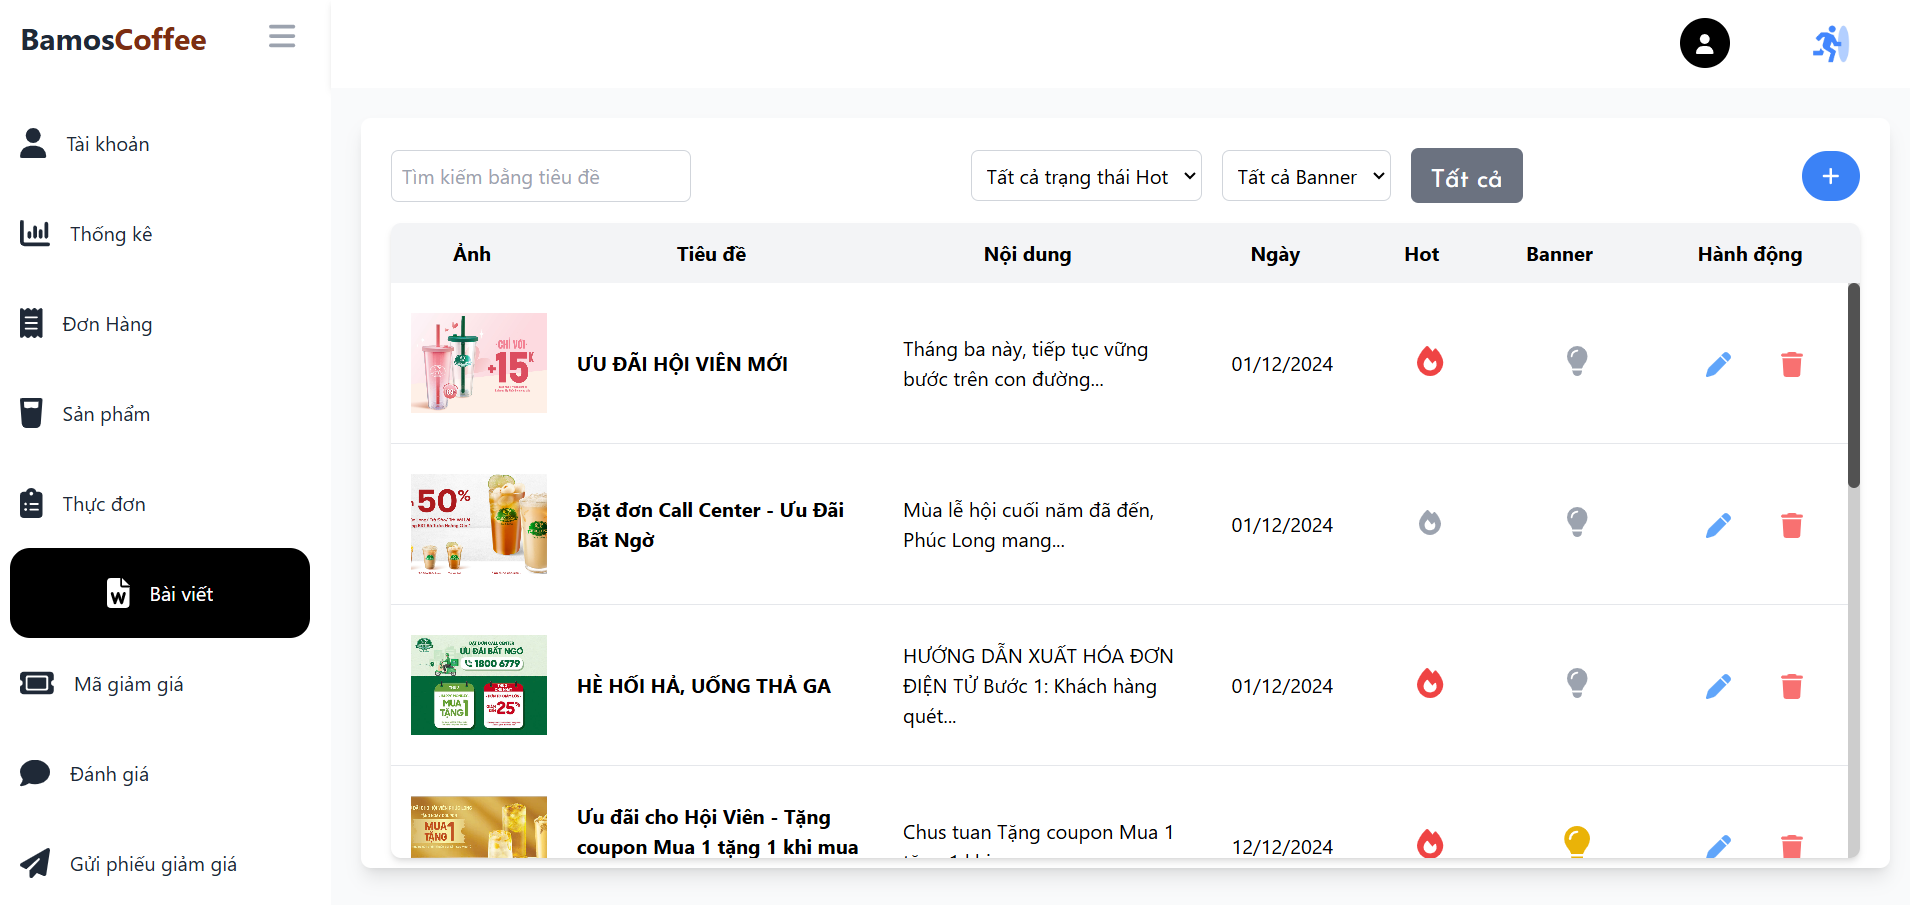 BamosCoffee
Tài khoản
Thống kê
Đơn Hàng
Sản phẩm
Thực đơn
Bài viết
Mã giảm giá
Đánh giá
Gửi phiếu giảm giá
Tìm kiếm bằng tiêu đề
Tất cả trạng thái Hot
Tất cả Banner
Tất cả
Ảnh Tiêu đề Nội dung Ngày Hot Banner Hành động
CHỈ VỚI
+15K
ƯU ĐÃI HỘI VIÊN MỚI
Tháng ba này, tiếp tục vững
bước trên con đường...
01/12/2024
50%
Đặt đơn Call Center - Ưu Đãi
Bất Ngờ
Mùa lễ hội cuối năm đã đến,
Phúc Long mang...
01/12/2024
ĐẶT ĐƠN CALL CENTER
ƯU ĐÃI BẤT NGỜ
1800 6779
MUA 1
TẶNG 1
25%
HÈ HỐI HẢ, UỐNG THẢ GA
HƯỚNG DẪN XUẤT HÓA ĐƠN
ĐIỆN TỬ Bước 1: Khách hàng
quét...
01/12/2024
MUA 1
TẶNG 1
Ưu đãi cho Hội Viên - Tặng
coupon Mua 1 tặng 1 khi mua
Chus tuan Tặng coupon Mua 1
12/12/2024